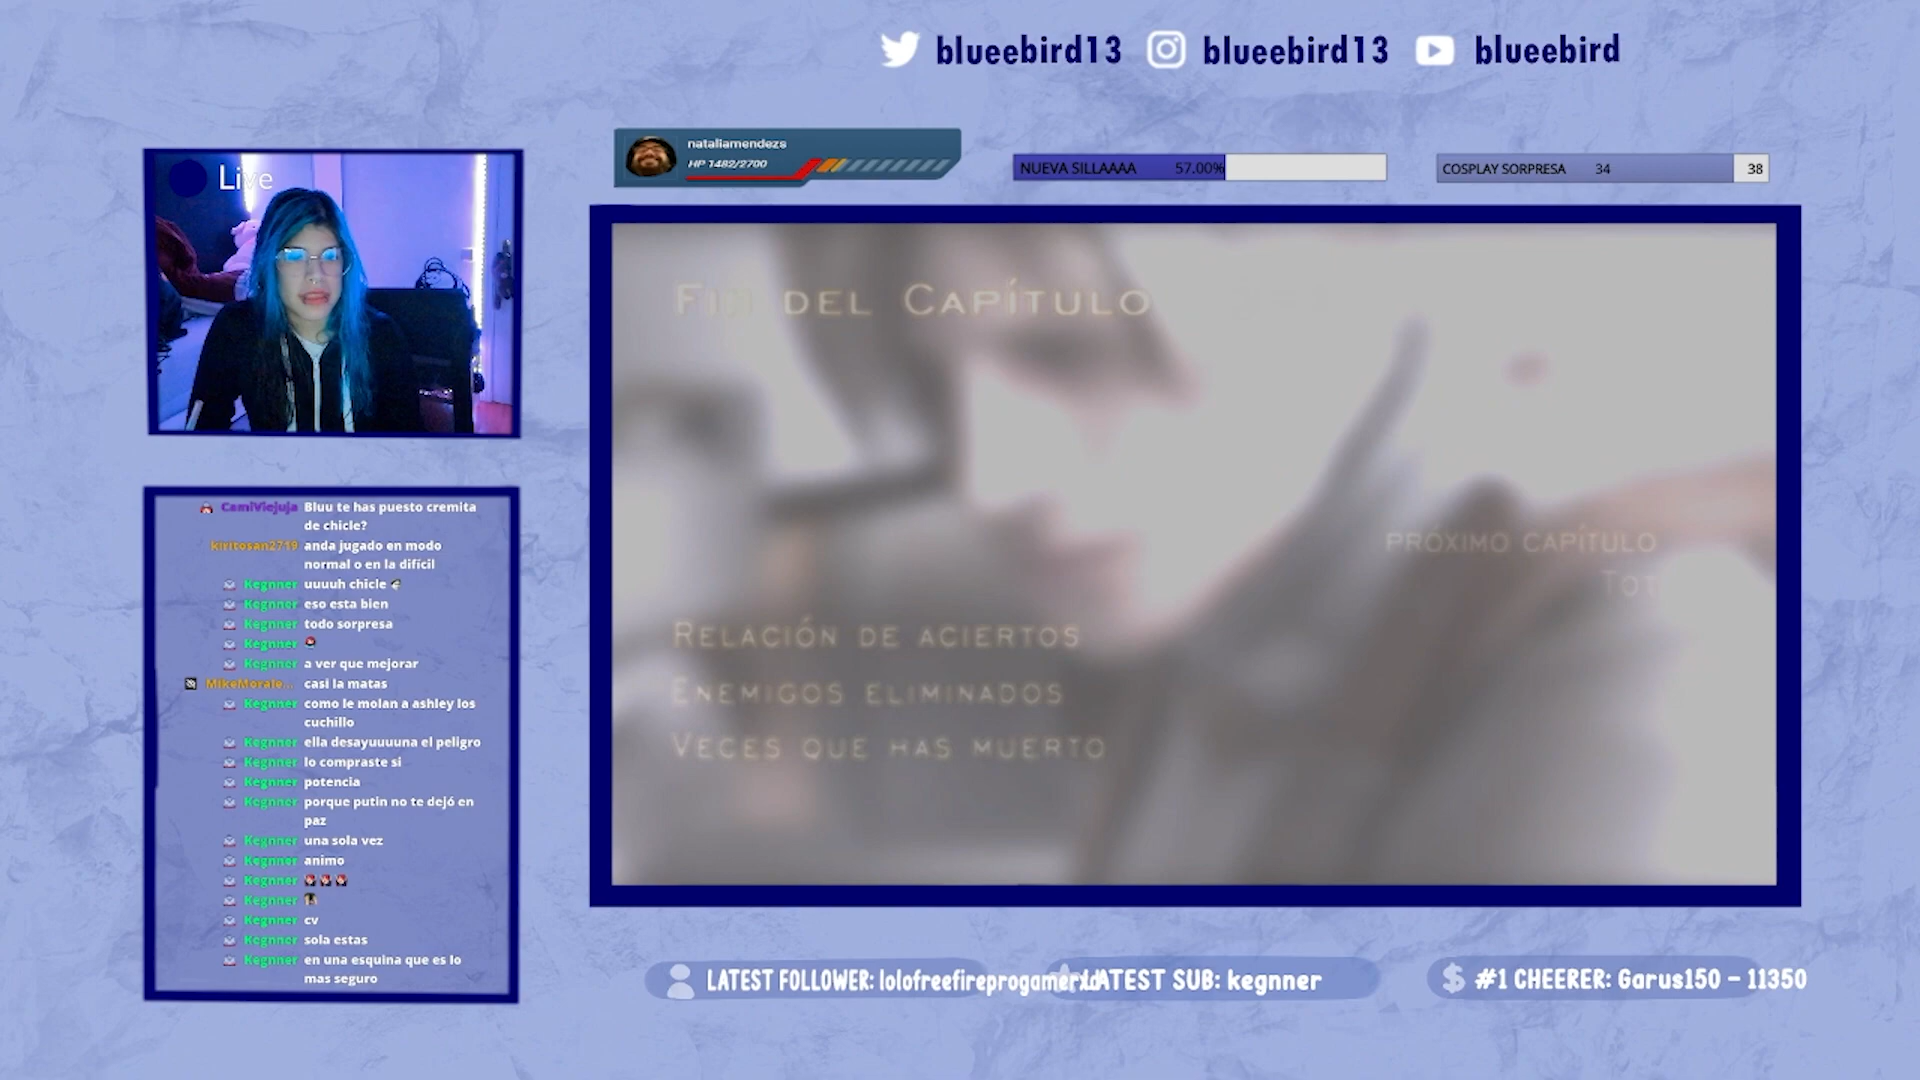 blueebird13 blueebird13 blueebird
nataliamendezs
HP 1482/2700
NUEVA SILLAAAA 57.00%
COSPLAY SORPRESA 34 38
Live
CamiViejuja Bluu te has puesto cremita
de chicle?
kiritosan2719 anda jugado en modo
normal o en la difícil
Kegnner uuuuh chicle
Kegnner eso esta bien
Kegnner todo sorpresa
Kegnner
Kegnner a ver que mejorar
MikeMorale... casi la matas
Kegnner como le molan a ashley los
cuchillo
Kegnner ella desayuuuuna el peligro
Kegnner lo compraste si
Kegnner potencia
Kegnner porque putin no te dejó en
paz
Kegnner una sola vez
Kegnner animo
Kegnner
Kegnner
Kegnner cv
Kegnner sola estas
Kegnner en una esquina que es lo
mas seguro
Fin del Capítulo
Próximo capítulo
Tot
Relación de aciertos
Enemigos eliminados
Veces que has muerto
LATEST FOLLOWER: lolofreefireprogamerxd
LATEST SUB: kegnner
#1 CHEERER: Garus150 - 11350